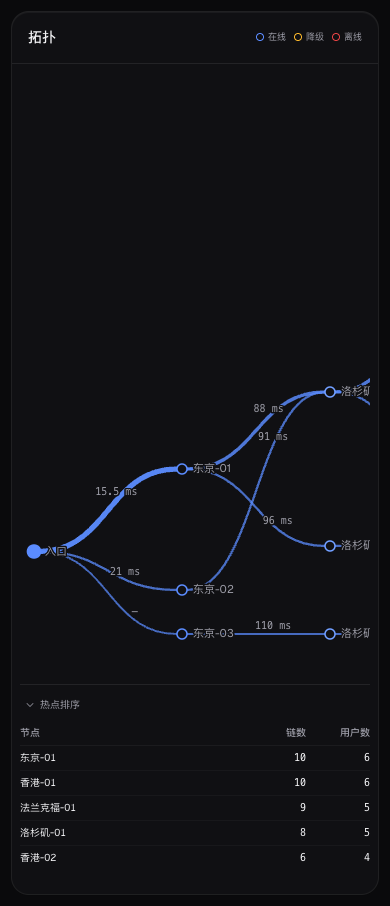 拓扑
在线 降级 离线
88 ms
洛杉
91 ms
东京-01
15.5 ms
96 ms
入口
洛杉
21 ms
东京-02
–
110 ms
东京-03
洛杉
热点排序
节点 链数 用户数
东京-01 10 6
香港-01 10 6
法兰克福-01 9 5
洛杉矶-01 8 5
香港-02 6 4